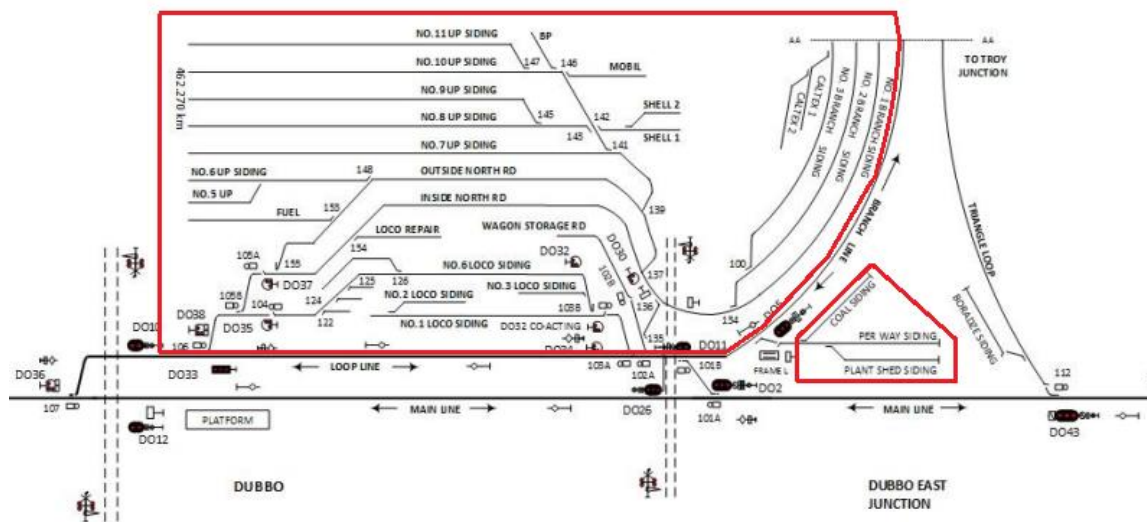 NO.11 UP SIDING
BP
AA
AA
147
146
TO TROY
JUNCTION
NO.10 UP SIDING
MOBIL
462.270 km
NO.9 UP SIDING
SHELL 2
145
142
NO.8 UP SIDING
143
SHELL 1
141
NO.7 UP SIDING
CALTEX 1
CALTEX 2
NO. 3 BRANCH SIDING
NO. 2 BRANCH SIDING
NO. 1 BRANCH SIDING
NO.6 UP SIDING
148
OUTSIDE NORTH RD
NO.5 UP
INSIDE NORTH RD
FUEL
153
139
WAGON STORAGE RD
LOCO REPAIR
154
BRANCH LINE
TRIANGLE LOOP
105A
155
DO37
DO32
DO30
137
100
NO.6 LOCO SIDING
125
126
102B
136
105B
104
124
NO.2 LOCO SIDING
NO.3 LOCO SIDING
103B
DO5
COAL SIDING
BORADZE SIDING
DO38
DO35
122
NO.1 LOCO SIDING
DO32 CO-ACTING
134
135
106
DO34
DO11
PER WAY SIDING
DO36
DO33
LOOP LINE
103A
102A
101B
FRAME L
PLANT SHED SIDING
112
DO2
107
MAIN LINE
DO26
101A
MAIN LINE
PLATFORM
DO12
DO43
DUBBO
DUBBO EAST
JUNCTION